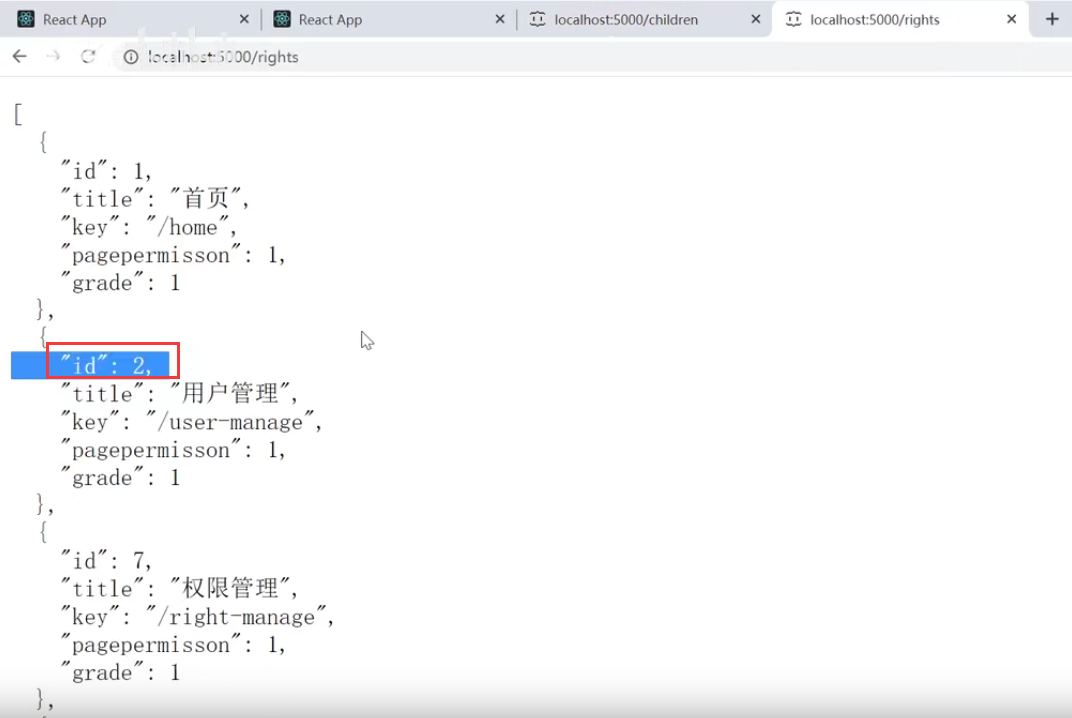 React App
React App
localhost:5000/children
localhost:5000/rights
localhost:5000/rights
[
{
"id": 1,
"title": "首页",
"key": "/home",
"pagepermisson": 1,
"grade": 1
},
{
"id": 2,
"title": "用户管理",
"key": "/user-manage",
"pagepermisson": 1,
"grade": 1
},
{
"id": 7,
"title": "权限管理",
"key": "/right-manage",
"pagepermisson": 1,
"grade": 1
},
{